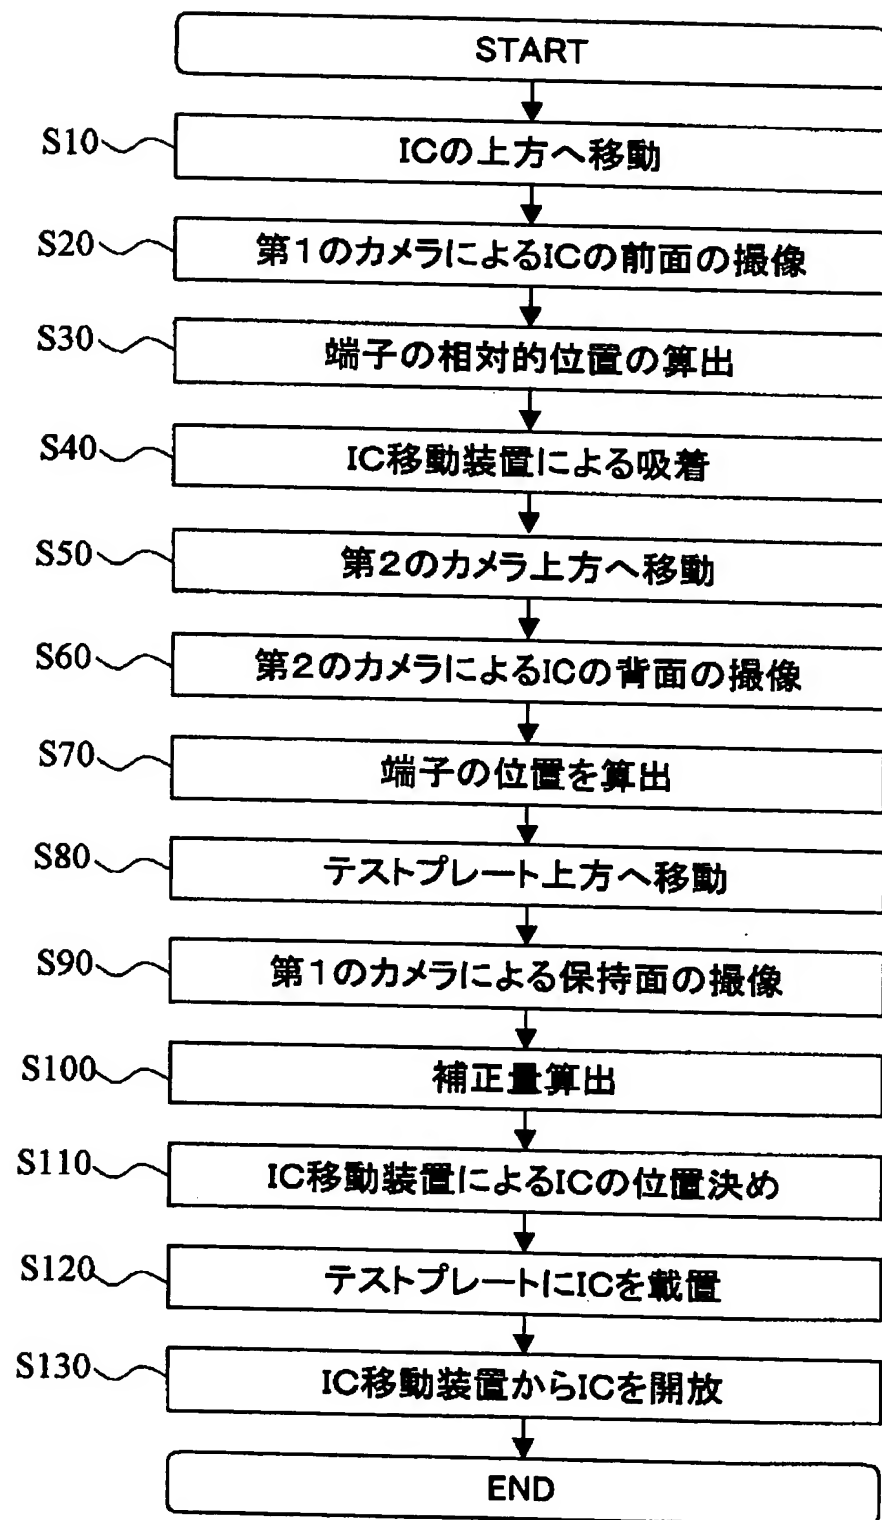 START
S10 ICの上方へ移動
S20 第1のカメラによるICの前面の撮像
S30 端子の相対的位置の算出
S40 IC移動装置による吸着
S50 第2のカメラ上方へ移動
S60 第2のカメラによるICの背面の撮像
S70 端子の位置を算出
S80 テストプレート上方へ移動
S90 第1のカメラによる保持面の撮像
S100 補正量算出
S110 IC移動装置によるICの位置決め
S120 テストプレートにICを載置
S130 IC移動装置からICを開放
END